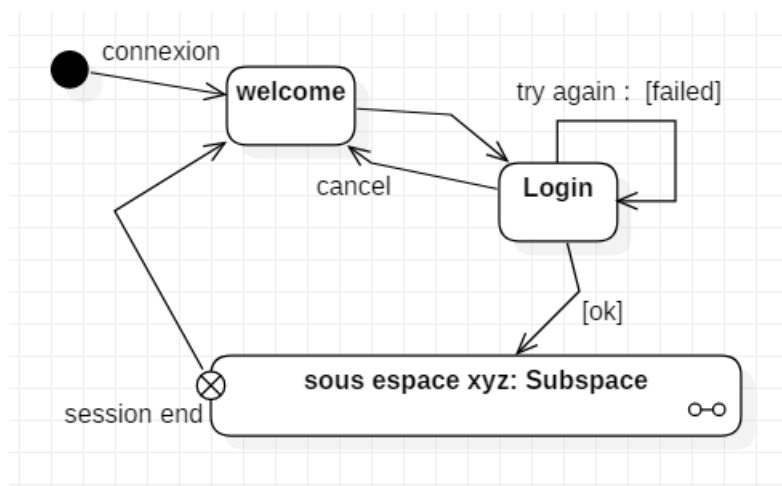 connexion
welcome
try again :  [failed]
cancel
Login
[ok]
sous espace xyz: Subspace
session end